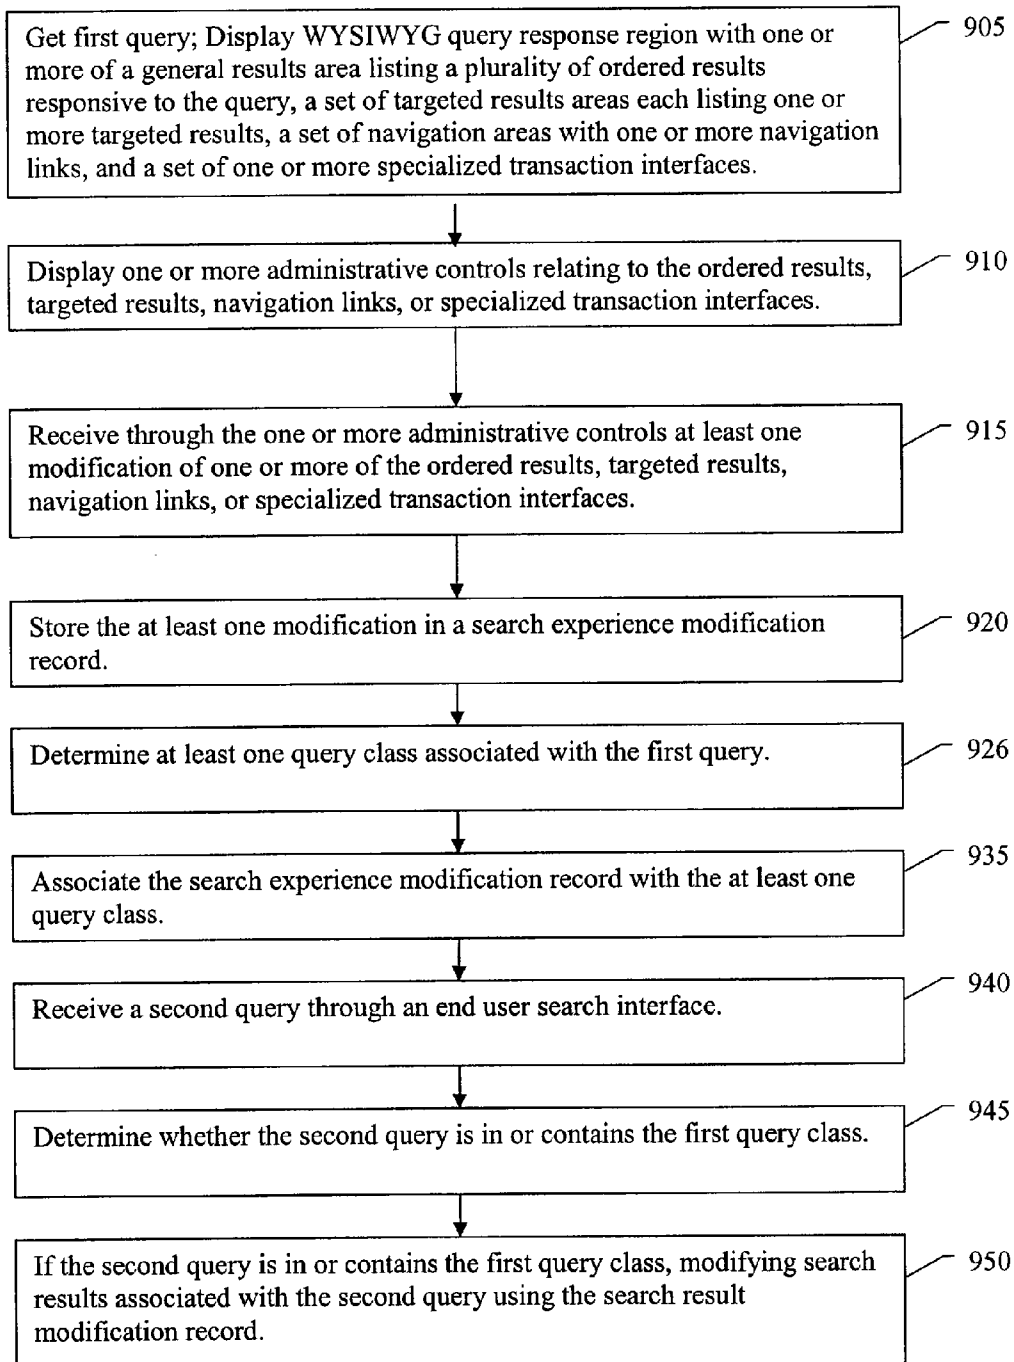 Get first query; Display WYSIWYG query response region with one or
more of a general results area listing a plurality of ordered results
responsive to the query, a set of targeted results areas each listing one or
more targeted results, a set of navigation areas with one or more navigation
links, and a set of one or more specialized transaction interfaces.
905
Display one or more administrative controls relating to the ordered results,
targeted results, navigation links, or specialized transaction interfaces.
910
Receive through the one or more administrative controls at least one
modification of one or more of the ordered results, targeted results,
navigation links, or specialized transaction interfaces.
915
Store the at least one modification in a search experience modification
record.
920
Determine at least one query class associated with the first query.
926
Associate the search experience modification record with the at least one
query class.
935
Receive a second query through an end user search interface.
940
Determine whether the second query is in or contains the first query class.
945
If the second query is in or contains the first query class, modifying search
results associated with the second query using the search result
modification record.
950